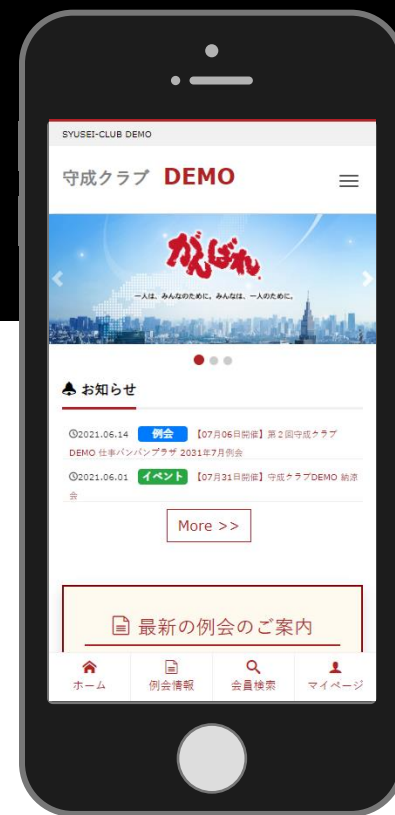 SYUSEI-CLUB DEMO
守成クラブ DEMO
がんばれ
一人は、みんなのために。みんなは、一人のために。
お知らせ
2021.06.14 例会 【07月06日開催】第２回守成クラブ
DEMO 仕事バンバンプラザ 2031年7月例会
2021.06.01 イベント 【07月31日開催】守成クラブDEMO 納涼
会
More >>
最新の例会のご案内
ホーム 例会情報 会員検索 マイページ